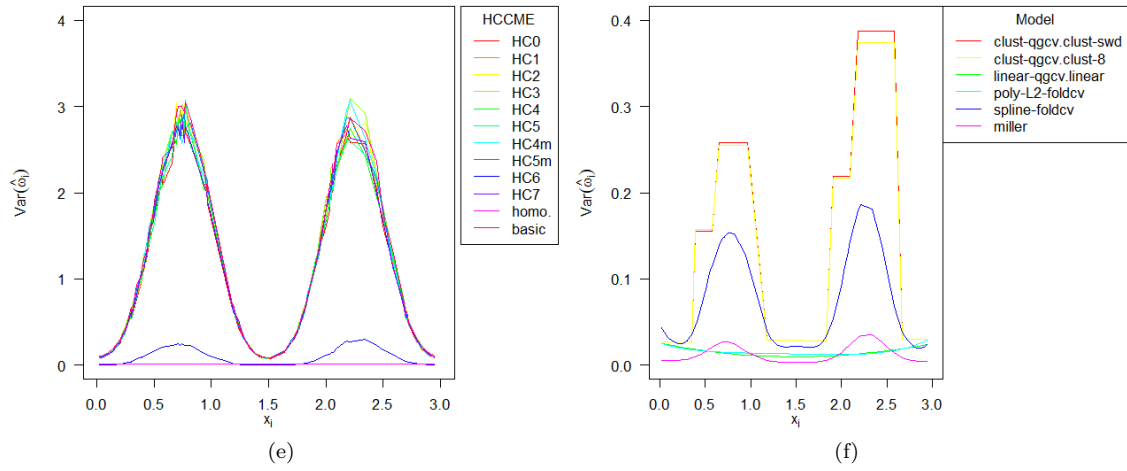 HCCME
HC0
HC1
HC2
HC3
HC4
HC5
HC4m
HC5m
HC6
HC7
homo.
basic
Var(ω̂ᵢ)
4
3
2
1
0
0.0 0.5 1.0 1.5 2.0 2.5 3.0
xᵢ
(e)
Model
clust-qgcv.clust-swd
clust-qgcv.clust-8
linear-qgcv.linear
poly-L2-foldcv
spline-foldcv
miller
Var(ω̂ᵢ)
0.4
0.3
0.2
0.1
0.0
0.0 0.5 1.0 1.5 2.0 2.5 3.0
xᵢ
(f)